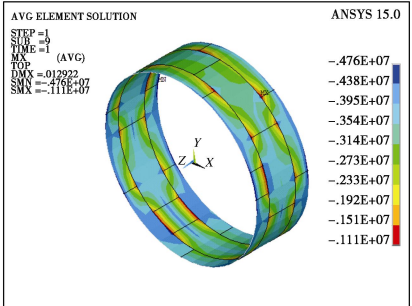 AVG ELEMENT SOLUTION
ANSYS 15.0
STEP =1
SUB =9
TIME =1
MX (AVG)
TOP
DMX =.012922
SMN =-.476E+07
SMX =-.111E+07
-.476E+07
-.438E+07
-.395E+07
-.354E+07
-.314E+07
-.273E+07
-.233E+07
-.192E+07
-.151E+07
-.111E+07
Y
Z X